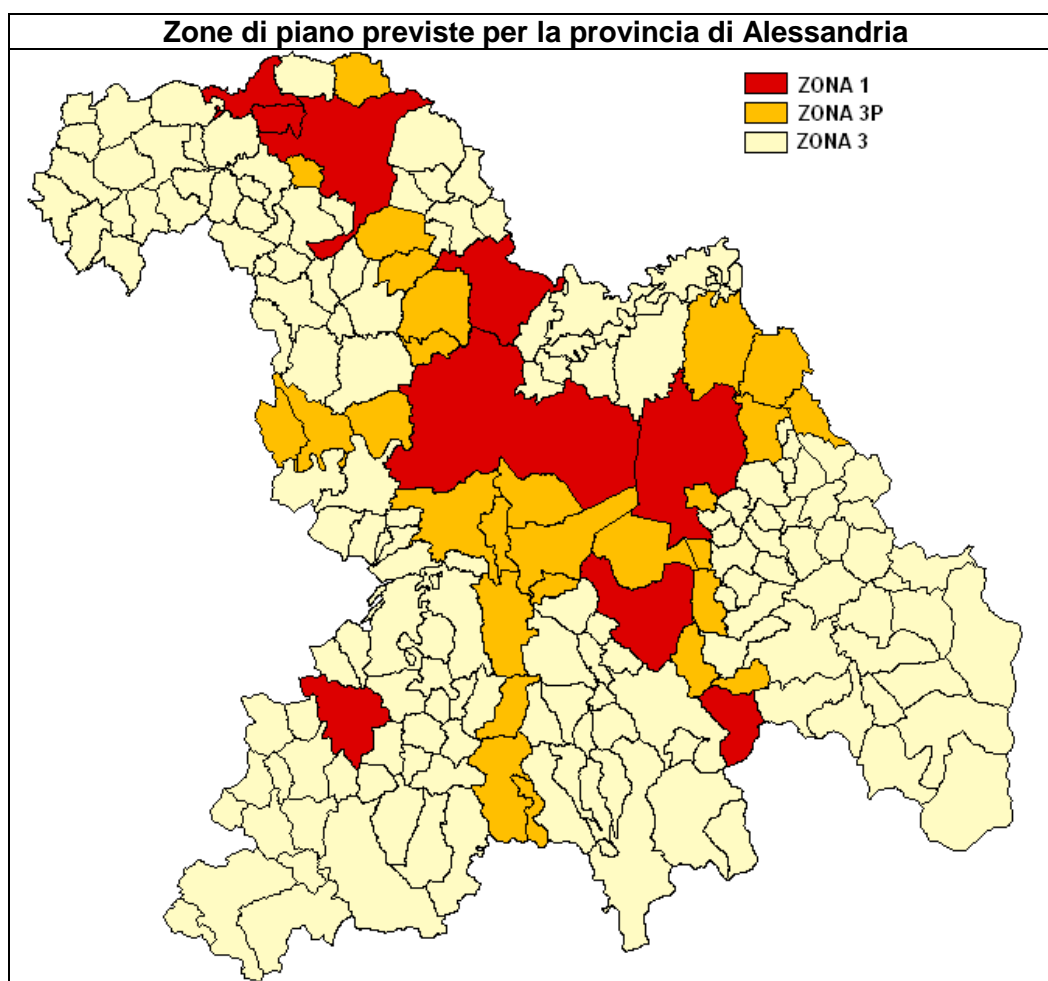 Zone di piano previste per la provincia di Alessandria
ZONA 1
ZONA 3P
ZONA 3